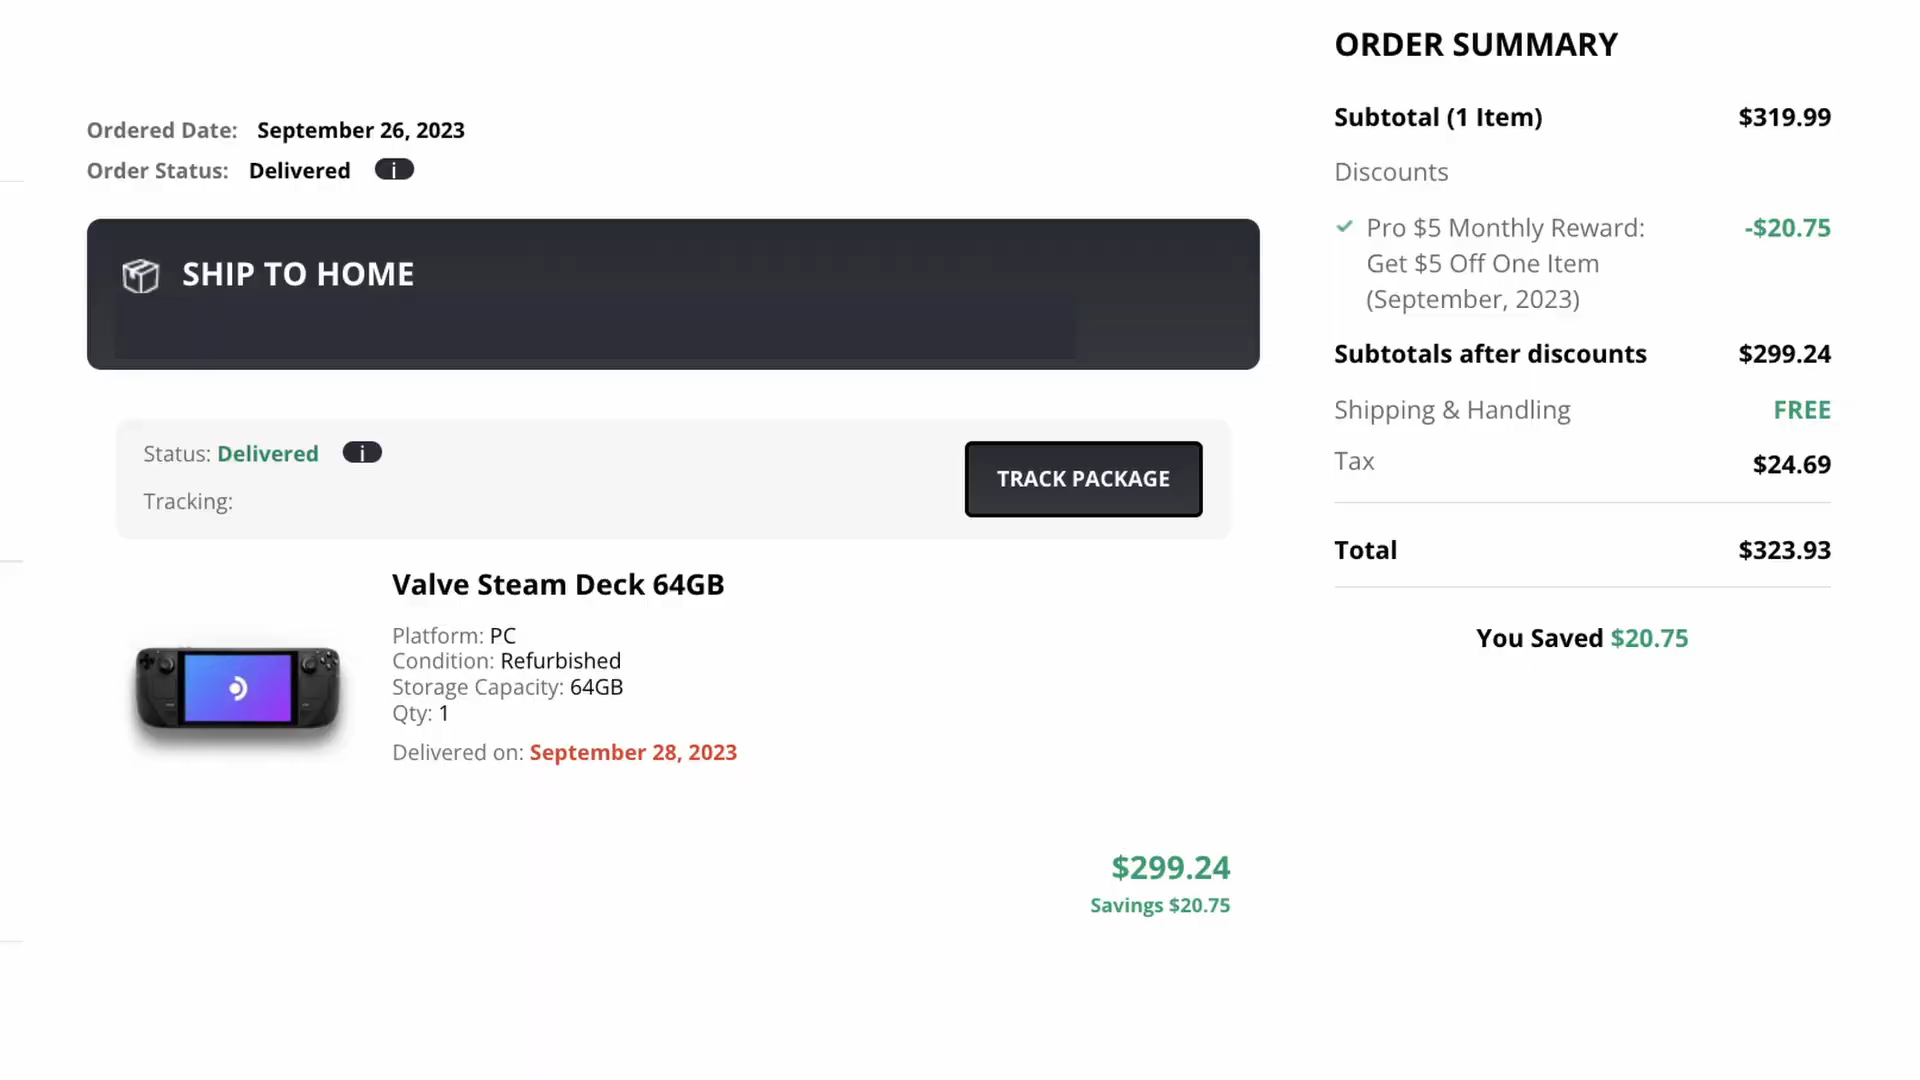 Ordered Date: September 26, 2023
Order Status: Delivered i
SHIP TO HOME
Status: Delivered i
Tracking:
TRACK PACKAGE
Valve Steam Deck 64GB
Platform: PC
Condition: Refurbished
Storage Capacity: 64GB
Qty: 1
Delivered on: September 28, 2023
$299.24
Savings $20.75
ORDER SUMMARY
Subtotal (1 Item) $319.99
Discounts
Pro $5 Monthly Reward: -$20.75
Get $5 Off One Item
(September, 2023)
Subtotals after discounts $299.24
Shipping & Handling FREE
Tax $24.69
Total $323.93
You Saved $20.75